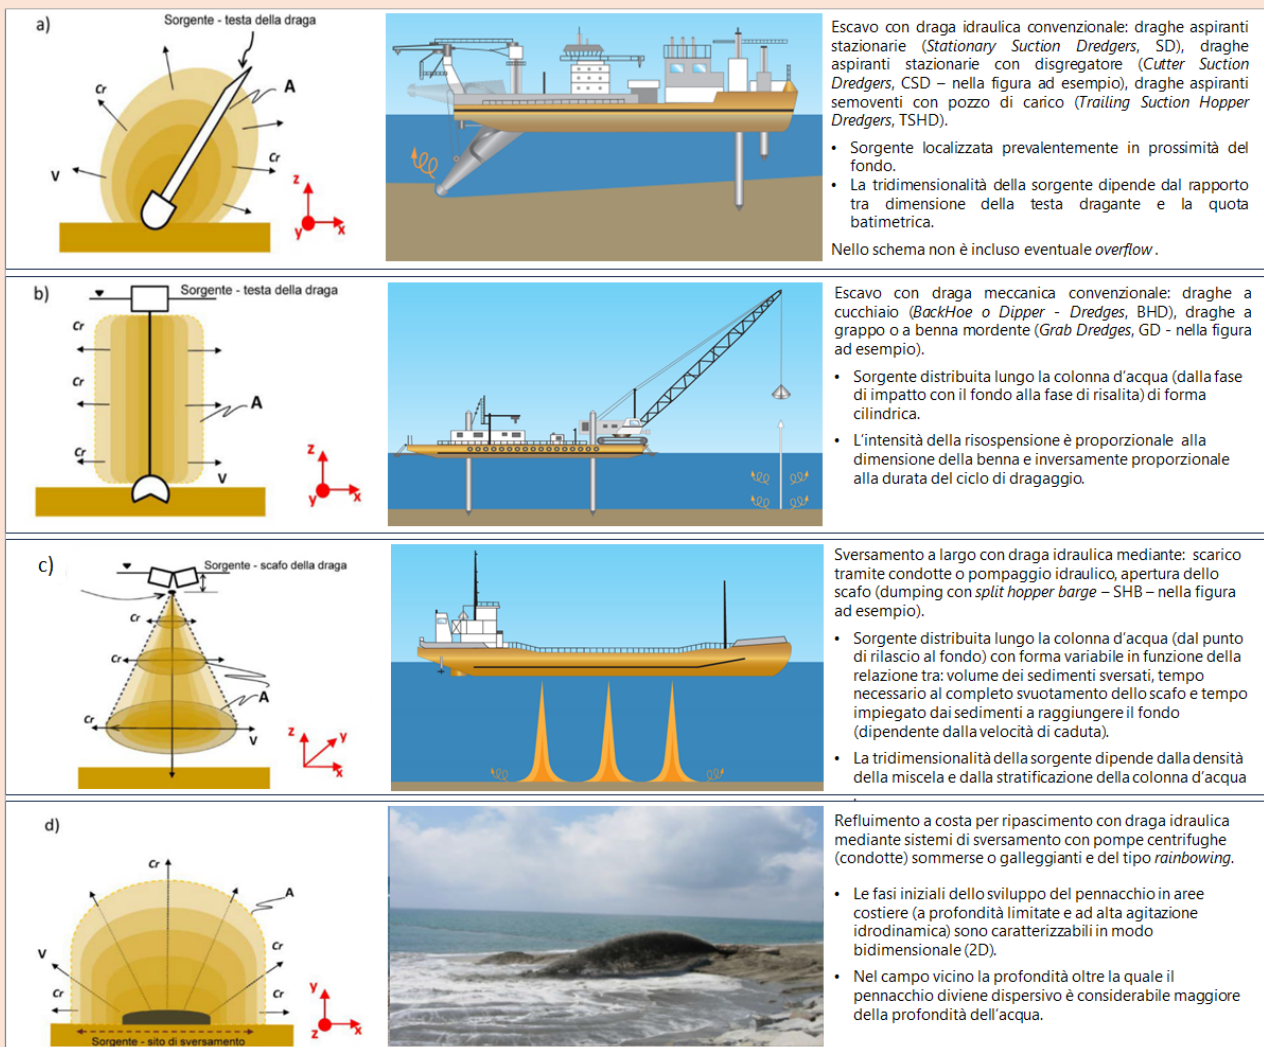 a)
Sorgente - testa della draga
A
Cr
Cr
V
z
y
x
Escavo con draga idraulica convenzionale: draghe aspiranti
stazionarie (Stationary Suction Dredgers, SD), draghe
aspiranti stazionarie con disgregatore (Cutter Suction
Dredgers, CSD – nella figura ad esempio), draghe aspiranti
semoventi con pozzo di carico (Trailing Suction Hopper
Dredgers, TSHD).
• Sorgente localizzata prevalentemente in prossimità del
fondo.
• La tridimensionalità della sorgente dipende dal rapporto
tra dimensione della testa dragante e la quota
batimetrica.
Nello schema non è incluso eventuale overflow .
b)
Sorgente - testa della draga
Cr
Cr
A
Cr
V
z
y
x
Escavo con draga meccanica convenzionale: draghe a
cucchiaio (BackHoe o Dipper - Dredges, BHD), draghe a
grappo o a benna mordente (Grab Dredges, GD - nella figura
ad esempio).
• Sorgente distribuita lungo la colonna d'acqua (dalla fase
di impatto con il fondo alla fase di risalita) di forma
cilindrica.
• L'intensità della risospensione è proporzionale alla
dimensione della benna e inversamente proporzionale
alla durata del ciclo di dragaggio.
c)
Sorgente - scafo della draga
Cr
Cr
A
Cr
V
z
y
x
Sversamento a largo con draga idraulica mediante: scarico
tramite condotte o pompaggio idraulico, apertura dello
scafo (dumping con split hopper barge – SHB – nella figura
ad esempio).
• Sorgente distribuita lungo la colonna d'acqua (dal punto
di rilascio al fondo) con forma variabile in funzione della
relazione tra: volume dei sedimenti sversati, tempo
necessario al completo svuotamento dello scafo e tempo
impiegato dai sedimenti a raggiungere il fondo
(dipendente dalla velocità di caduta).
• La tridimensionalità della sorgente dipende dalla densità
della miscela e dalla stratificazione della colonna d'acqua
d)
Cr
A
V
Cr
Cr
Cr
y
z
x
Sorgente - sito di sversamento
Refluimento a costa per ripascimento con draga idraulica
mediante sistemi di sversamento con pompe centrifughe
(condotte) sommerse o galleggianti e del tipo rainbowing.
• Le fasi iniziali dello sviluppo del pennacchio in aree
costiere (a profondità limitate e ad alta agitazione
idrodinamica) sono caratterizzabili in modo
bidimensionale (2D).
• Nel campo vicino la profondità oltre la quale il
pennacchio diviene dispersivo è considerabile maggiore
della profondità dell'acqua.